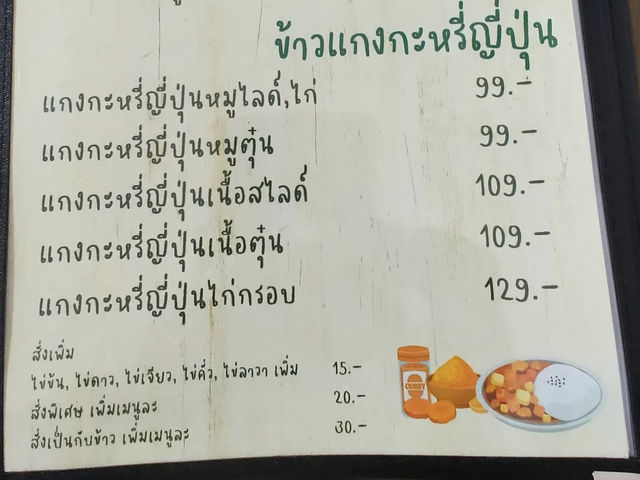 ข้าวแกงกะหรี่ญี่ปุ่น
แกงกะหรี่ญี่ปุ่นหมูไลด์,ไก่ 99.-
แกงกะหรี่ญี่ปุ่นหมูตุ๋น 99.-
แกงกะหรี่ญี่ปุ่นเนื้อสไลด์ 109.-
แกงกะหรี่ญี่ปุ่นเนื้อตุ๋น 109.-
แกงกะหรี่ญี่ปุ่นไก่กรอบ 129.-
สั่งเพิ่ม
ไข่ข้น, ไข่ดาว, ไข่เจียว, ไข่คั่ว, ไข่ลาวา เพิ่ม 15.-
สั่งพิเศษ เพิ่มเมนูละ 20.-
สั่งเป็นกับข้าว เพิ่มเมนูละ 30.-
CURRY